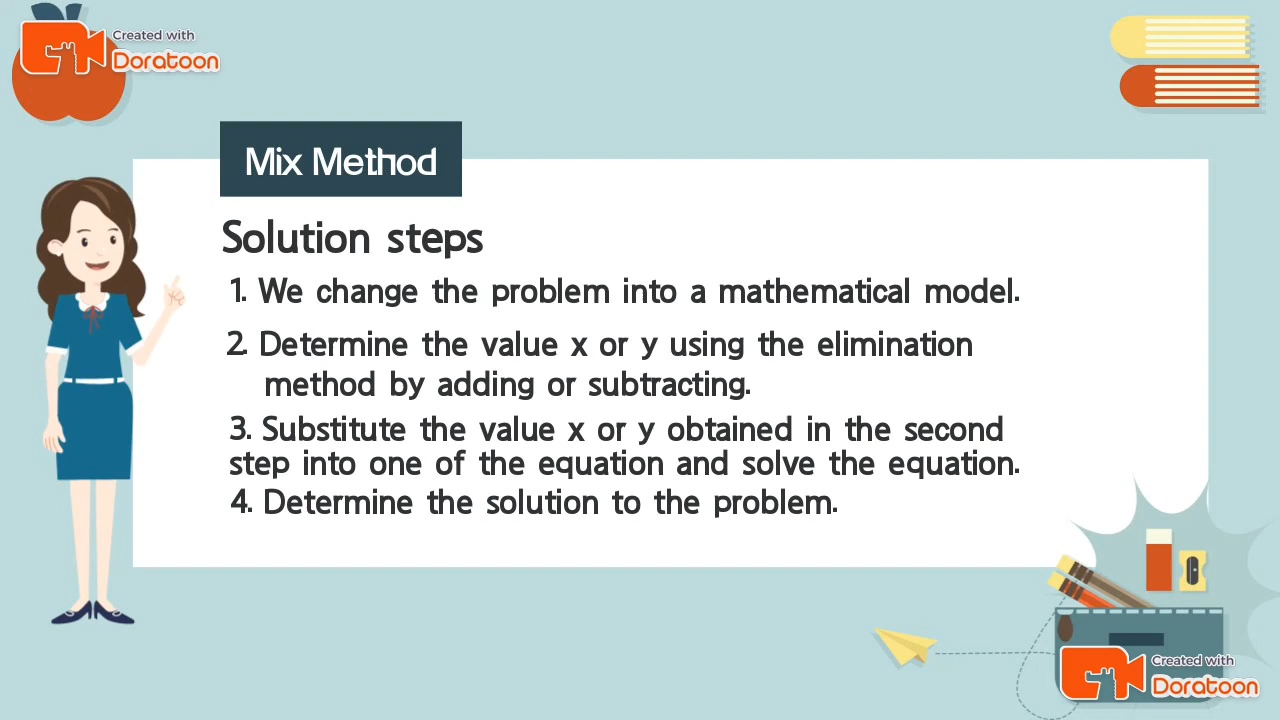 Created with
Doratoon
Mix Method
Solution steps
1. We change the problem into a mathematical model.
2. Determine the value x or y using the elimination
method by adding or subtracting.
3. Substitute the value x or y obtained in the second
step into one of the equation and solve the equation.
4. Determine the solution to the problem.
Created with
Doratoon